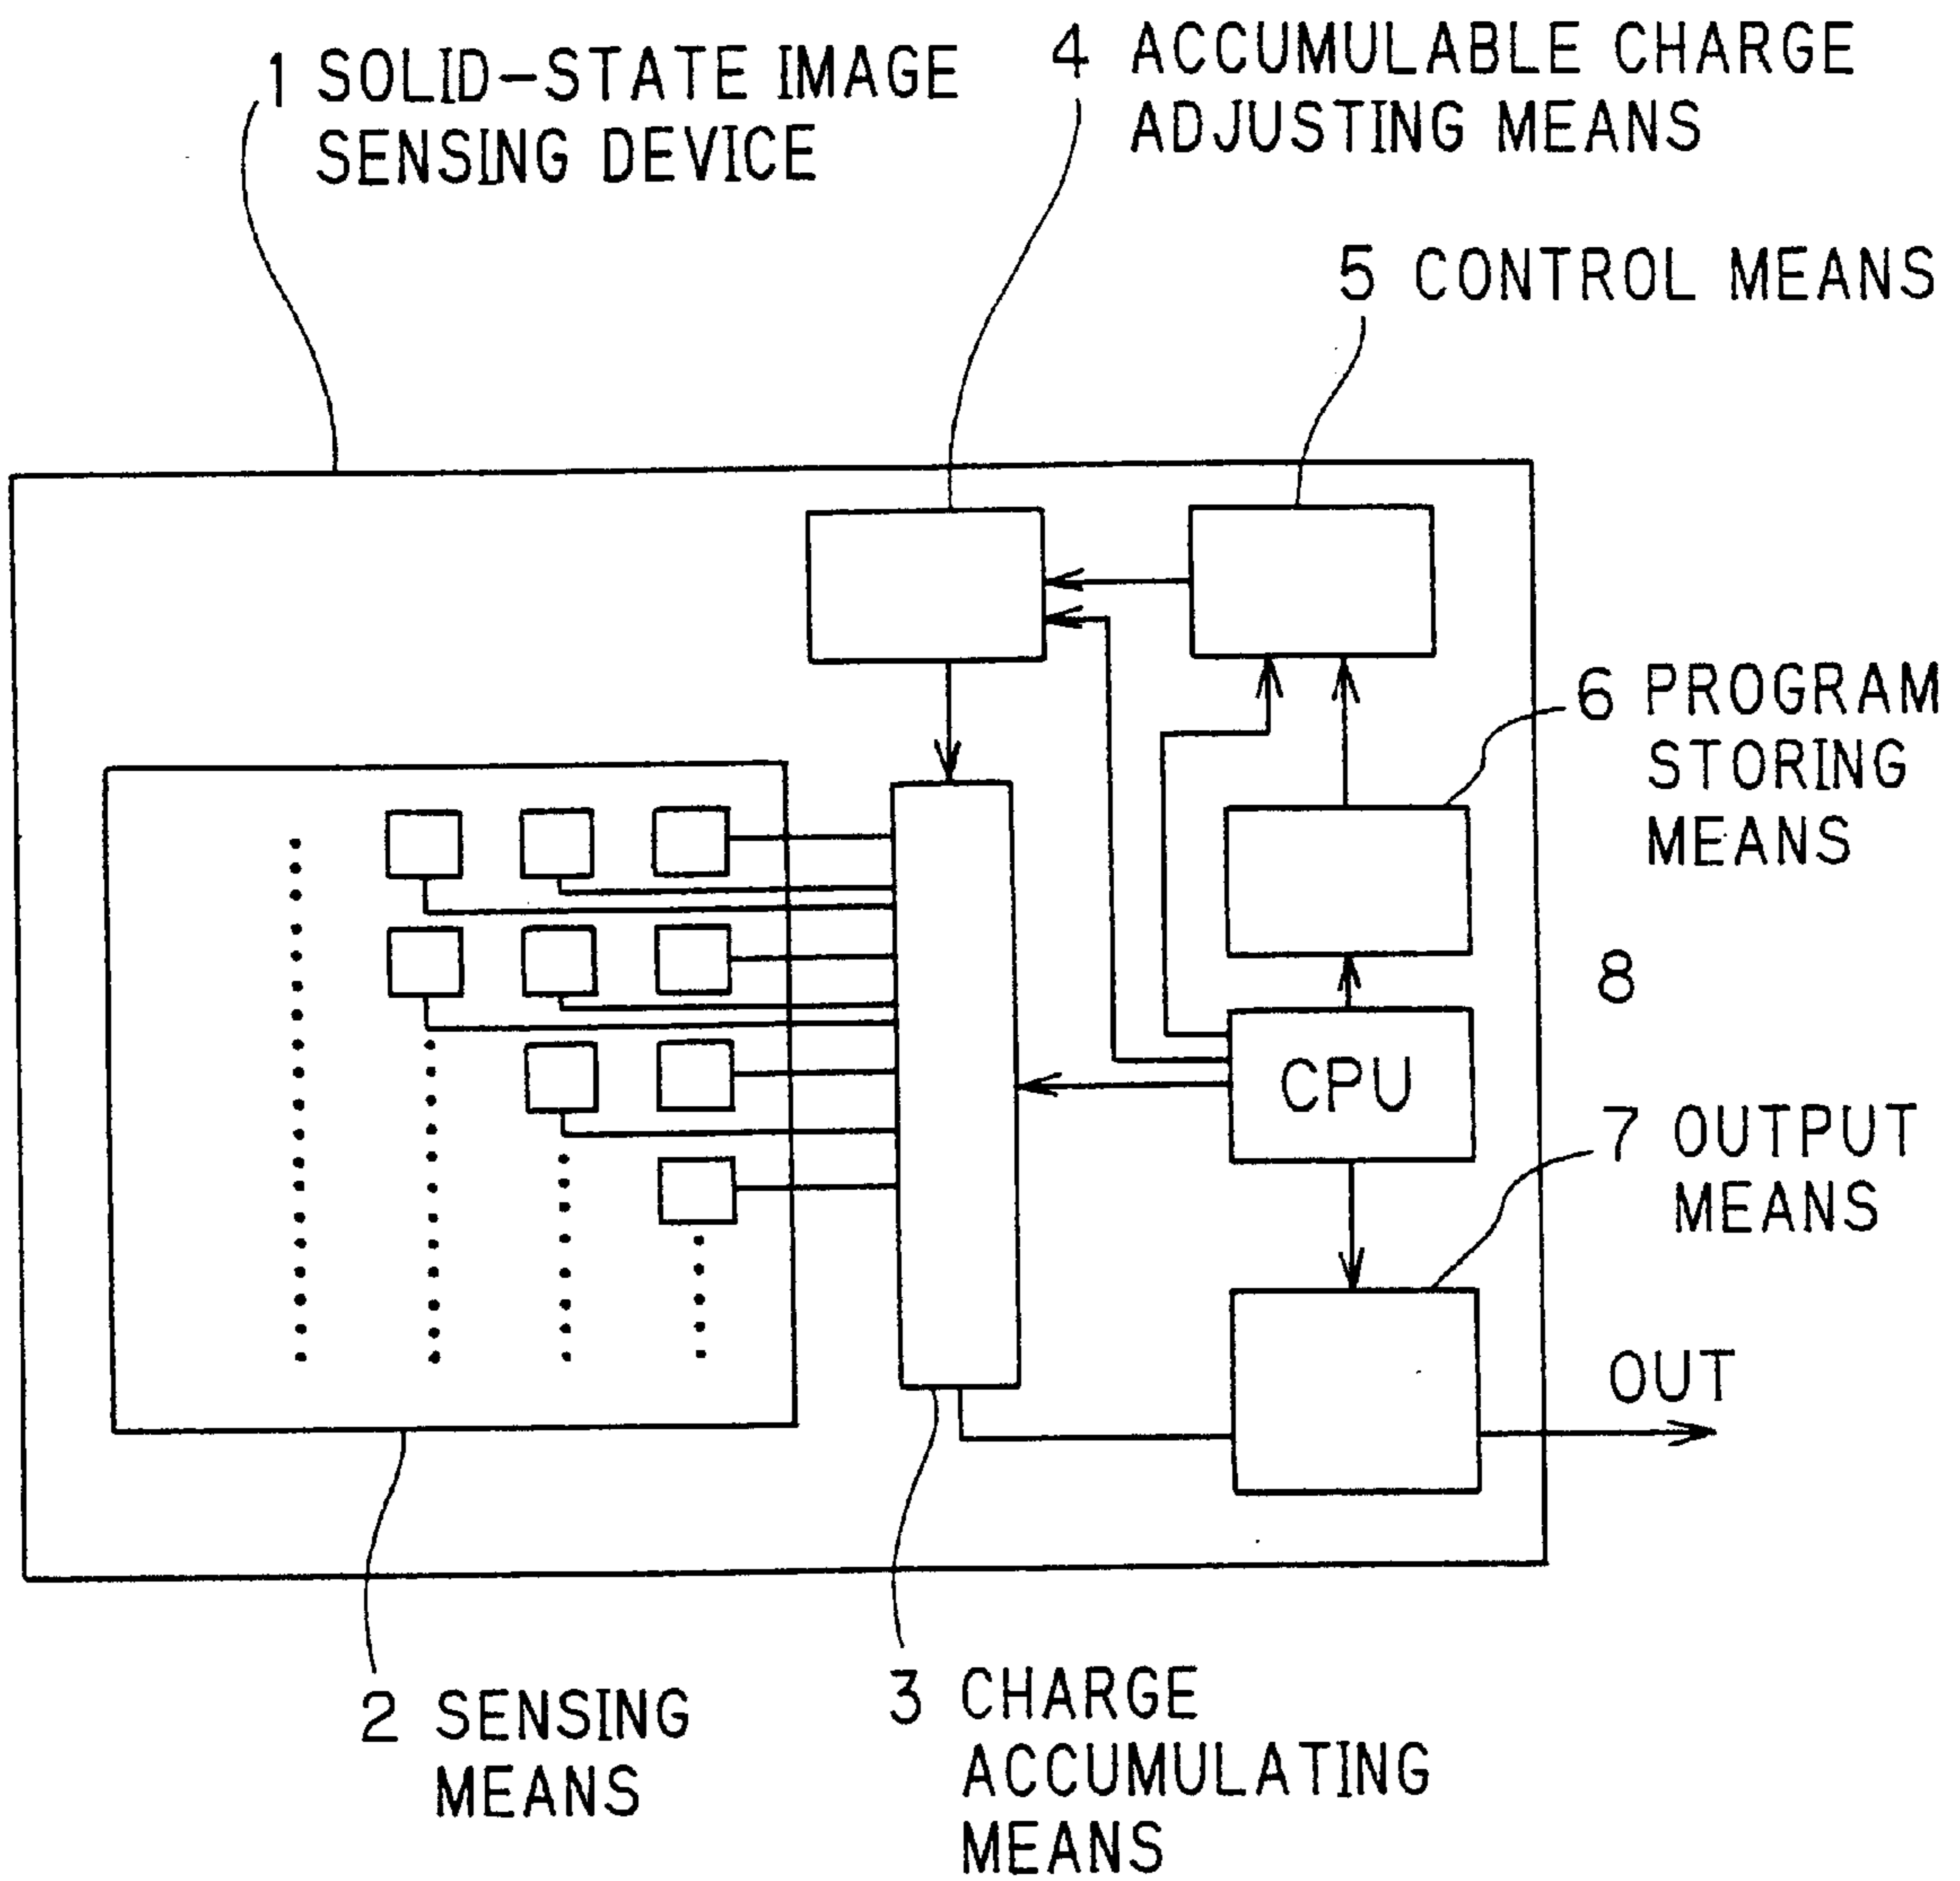 1 SOLID-STATE IMAGE
SENSING DEVICE
4 ACCUMULABLE CHARGE
ADJUSTING MEANS
5 CONTROL MEANS
6 PROGRAM
STORING
MEANS
8
CPU
7 OUTPUT
MEANS
OUT
2 SENSING
MEANS
3 CHARGE
ACCUMULATING
MEANS